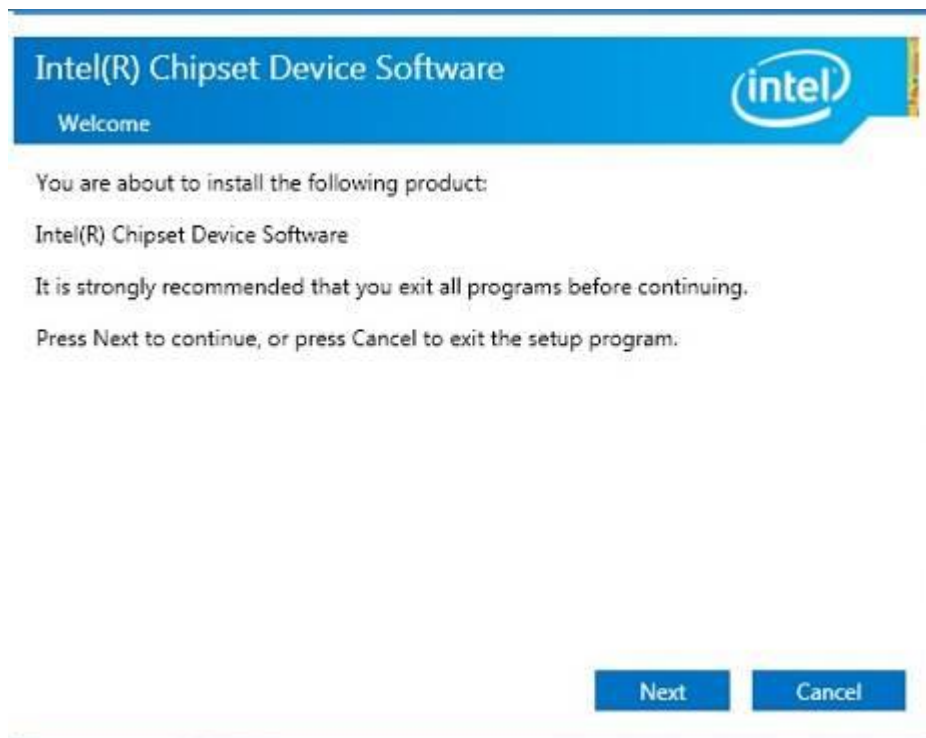 Intel(R) Chipset Device Software
intel
Welcome
You are about to install the following product:
Intel(R) Chipset Device Software
It is strongly recommended that you exit all programs before continuing.
Press Next to continue, or press Cancel to exit the setup program.
Next
Cancel